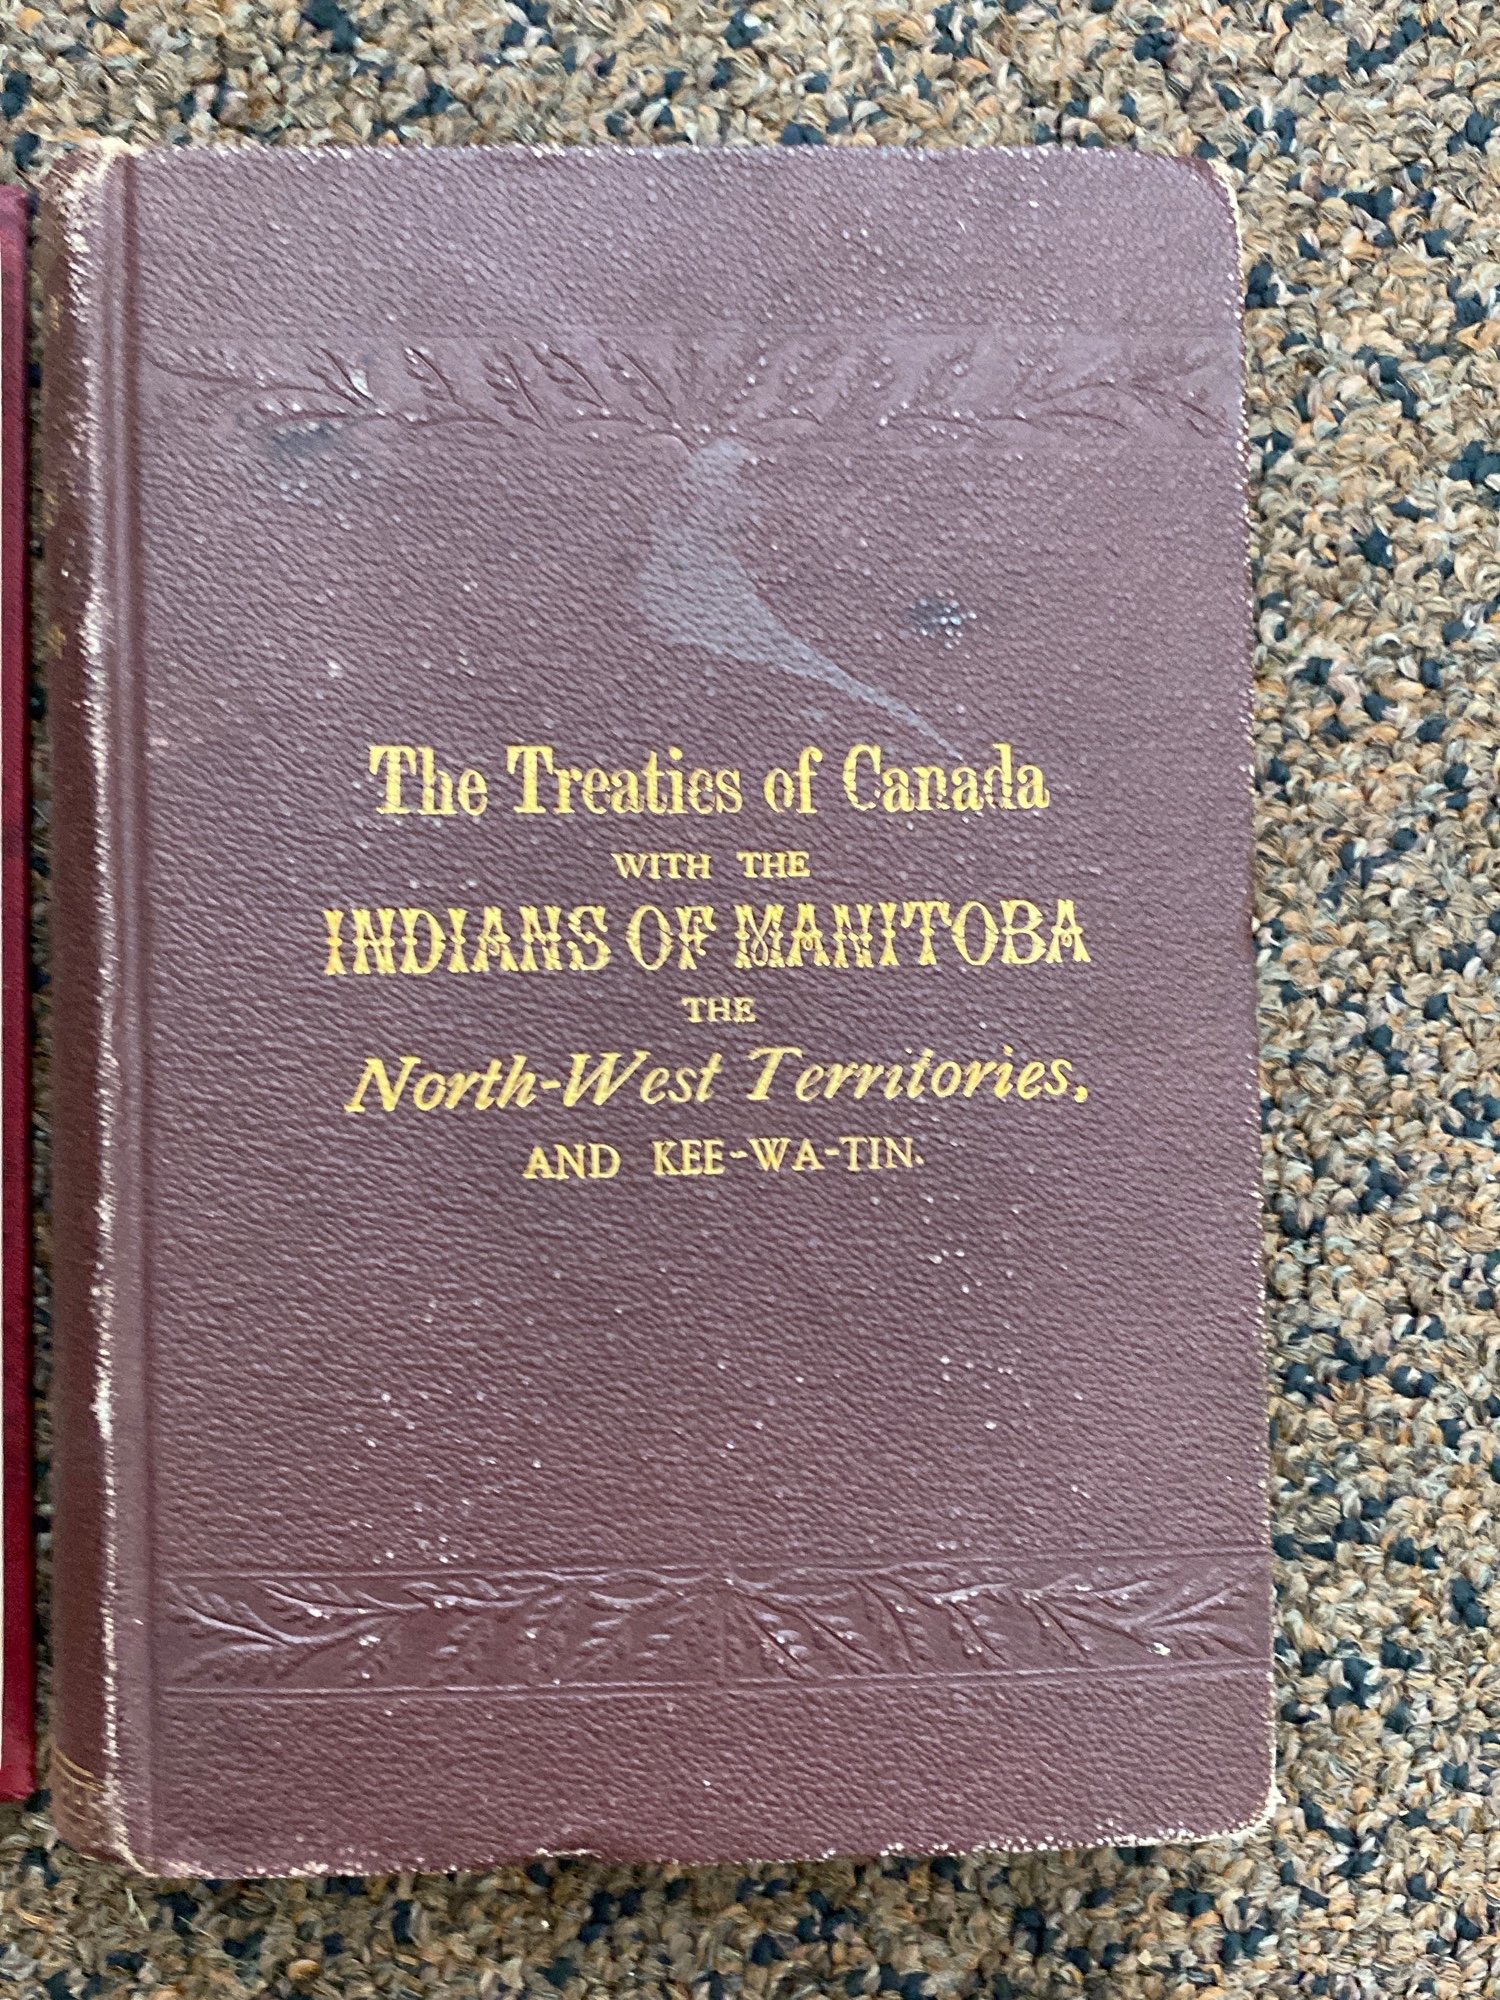 The Treaties of Canada
WITH THE
INDIANS OF MANITOBA
THE
North-West Territories,
AND KEE-WA-TIN.